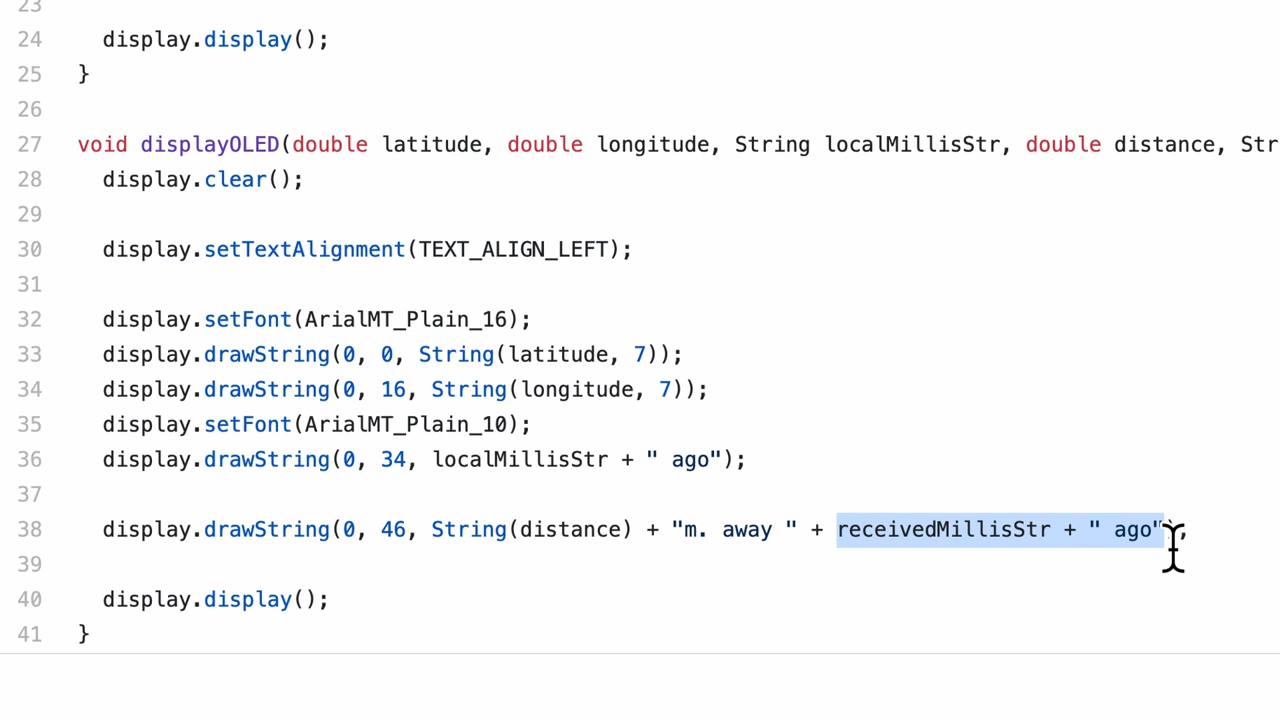 23
24 display.display();
25 }
26
27 void displayOLED(double latitude, double longitude, String localMillisStr, double distance, Str
28 display.clear();
29
30 display.setTextAlignment(TEXT_ALIGN_LEFT);
31
32 display.setFont(ArialMT_Plain_16);
33 display.drawString(0, 0, String(latitude, 7));
34 display.drawString(0, 16, String(longitude, 7));
35 display.setFont(ArialMT_Plain_10);
36 display.drawString(0, 34, localMillisStr + " ago");
37
38 display.drawString(0, 46, String(distance) + "m. away " + receivedMillisStr + " ago");
39
40 display.display();
41 }